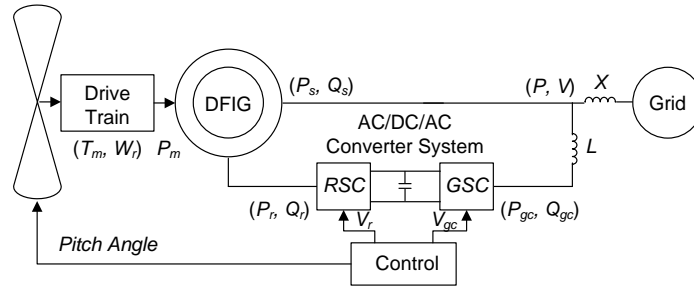 Drive
Train
DFIG
(Ps, Qs)
(P, V)
X
Grid
(Tm, Wr) Pm
AC/DC/AC
Converter System
L
RSC
GSC
(Pr, Qr)
Vr
Vgc
(Pgc, Qgc)
Pitch Angle
Control